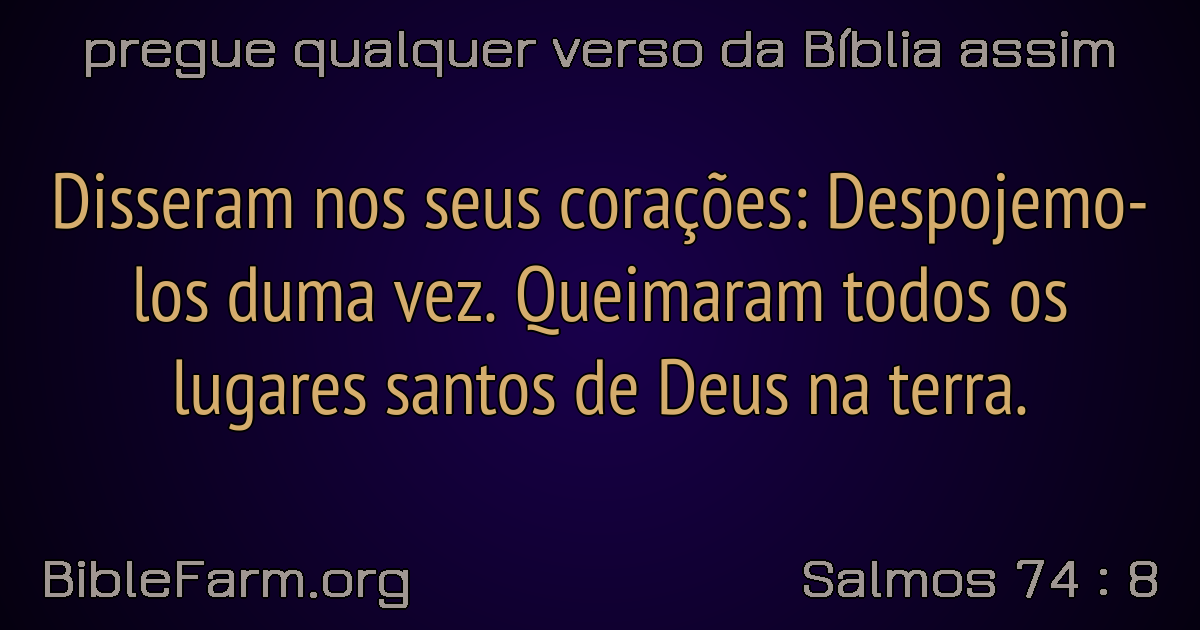 pregue qualquer verso da Bíblia assim
Disseram nos seus corações: Despojemo-
los duma vez. Queimaram todos os
lugares santos de Deus na terra.
BibleFarm.org
Salmos 74 : 8